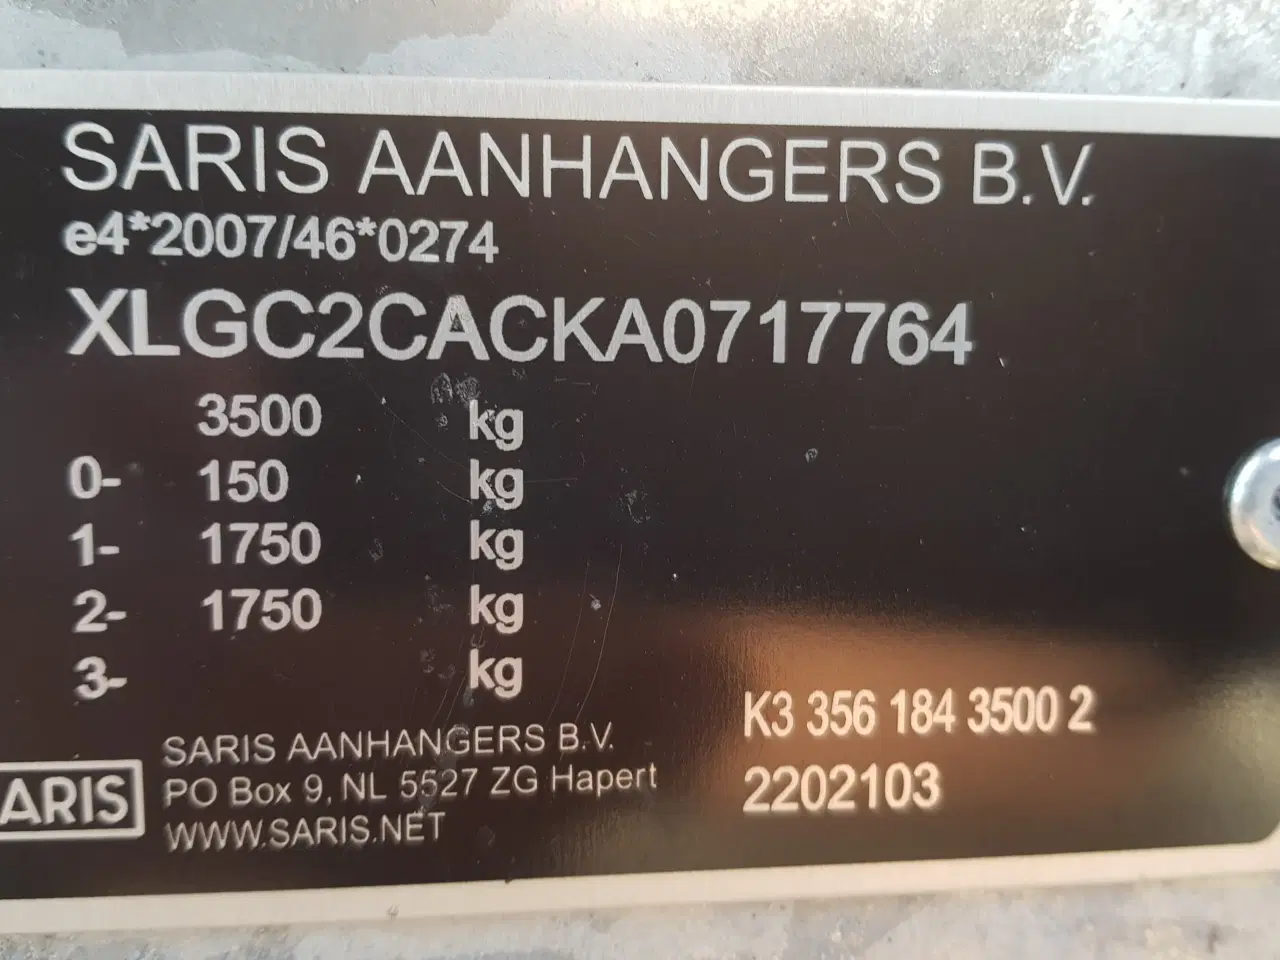 SARIS AANHANGERS B.V.
e4*2007/46*0274
XLGC2CACKA0717764
3500 kg
0- 150 kg
1- 1750 kg
2- 1750 kg
3- kg
K3 356 184 3500 2
2202103
SARIS AANHANGERS B.V.
PO Box 9, NL 5527 ZG Hapert
WWW.SARIS.NET
ARIS